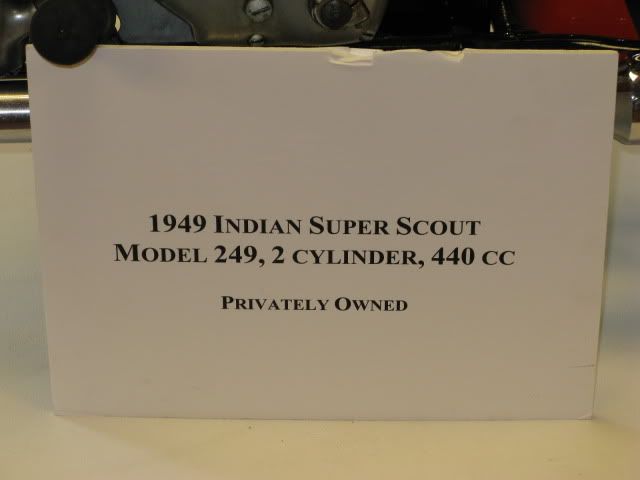 1949 Indian Super Scout
Model 249, 2 cylinder, 440 cc
Privately Owned